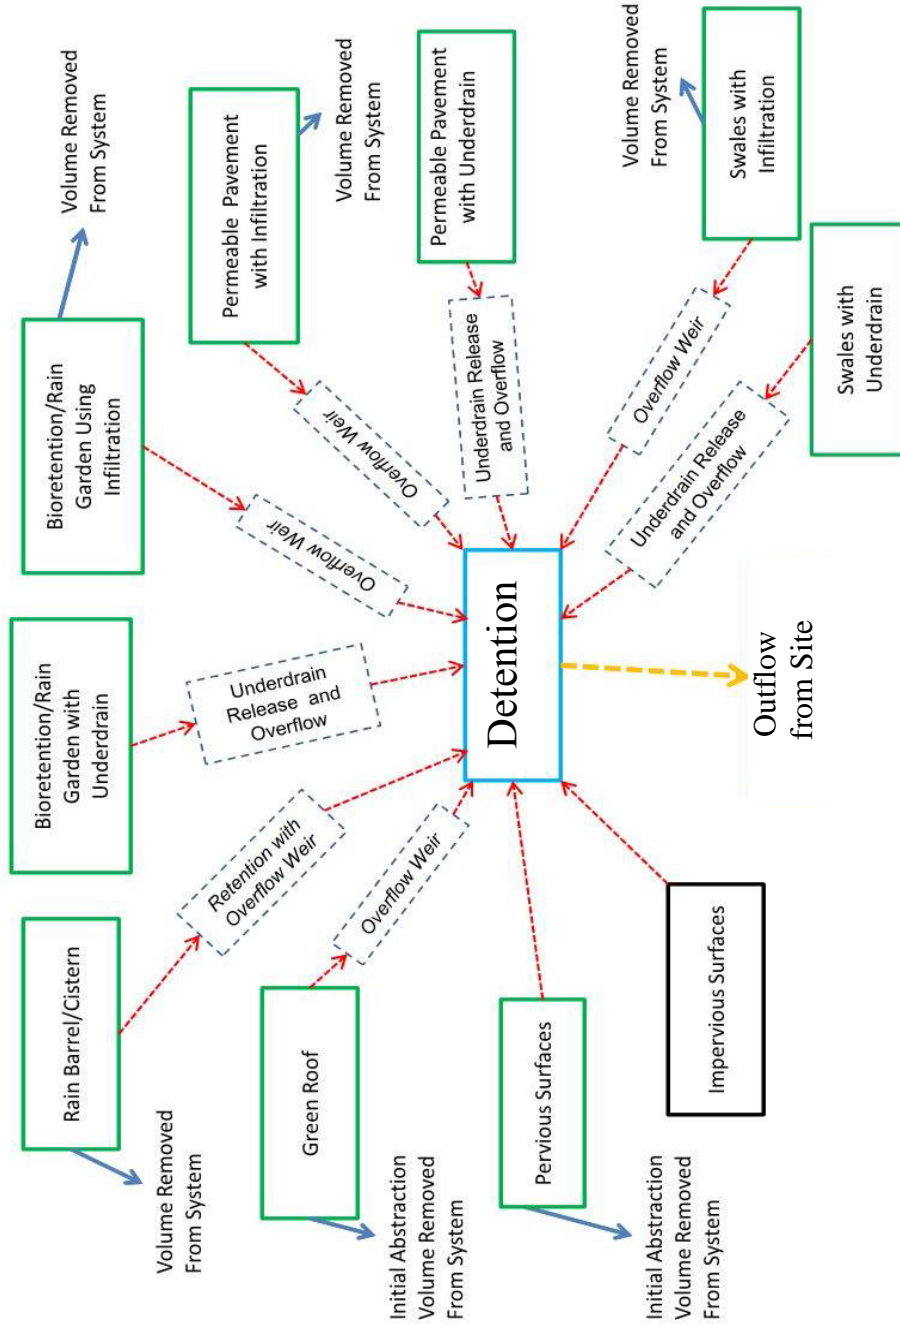 Volume Removed
From System
Rain Barrel/Cistern
Retention with
Overflow Weir
Bioretention/Rain
Garden with
Underdrain
Underdrain
Release and
Overflow
Bioretention/Rain
Garden Using
Infiltration
Overflow Weir
Volume Removed
From System
Initial Abstraction
Volume Removed
From System
Green Roof
Overflow Weir
Permeable Pavement
with Infiltration
Overflow Weir
Volume Removed
From System
Permeable Pavement
with Underdrain
Underdrain Release
and Overflow
Detention
Initial Abstraction
Volume Removed
From System
Pervious Surfaces
Impervious Surfaces
Outflow
from Site
Overflow Weir
Volume Removed
From System
Swales with
Infiltration
Underdrain Release
and Overflow
Swales with
Underdrain